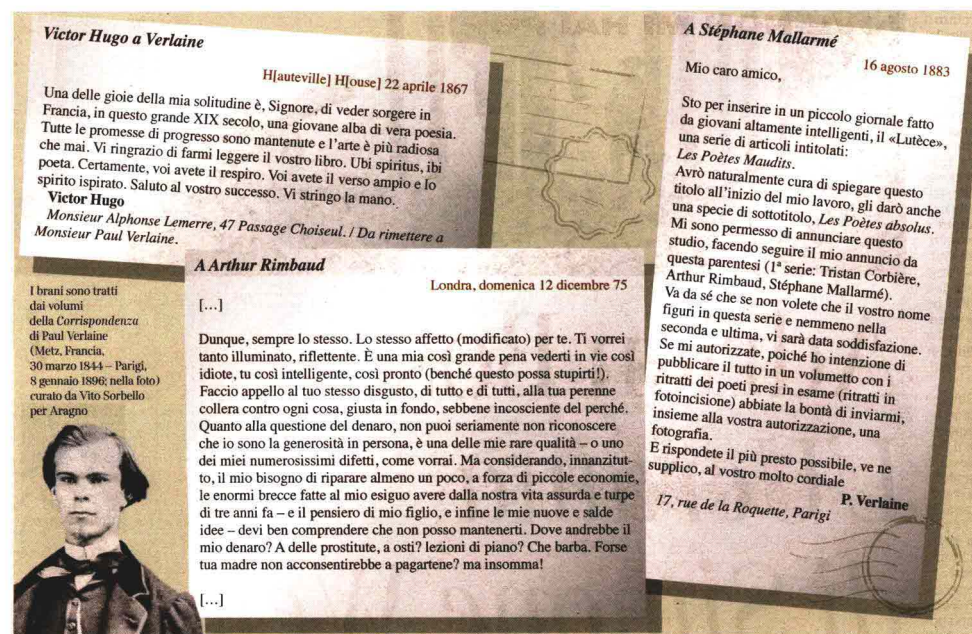 Victor Hugo a Verlaine
H[auteville] H[ouse] 22 aprile 1867
Una delle gioie della mia solitudine è, Signore, di veder sorgere in
Francia, in questo grande XIX secolo, una giovane alba di vera poesia.
Tutte le promesse di progresso sono mantenute e l'arte è più radiosa
che mai. Vi ringrazio di farmi leggere il vostro libro. Ubi spiritus, ibi
poeta. Certamente, voi avete il respiro. Voi avete il verso ampio e lo
spirito ispirato. Saluto al vostro successo. Vi stringo la mano.
Victor Hugo
Monsieur Alphonse Lemerre, 47 Passage Choiseul. / Da rimettere a
Monsieur Paul Verlaine.
I brani sono tratti
dai volumi
della Corrispondenza
di Paul Verlaine
(Metz, Francia,
30 marzo 1844 – Parigi,
8 gennaio 1896; nella foto)
curato da Vito Sorbello
per Aragno
A Arthur Rimbaud
Londra, domenica 12 dicembre 75
[...]
Dunque, sempre lo stesso. Lo stesso affetto (modificato) per te. Ti vorrei
tanto illuminato, riflettente. È una mia così grande pena vederti in vie così
idiote, tu così intelligente, così pronto (benché questo possa stupirti!).
Faccio appello al tuo stesso disgusto, di tutto e di tutti, alla tua perenne
collera contro ogni cosa, giusta in fondo, sebbene incosciente del perché.
Quanto alla questione del denaro, non puoi seriamente non riconoscere
che io sono la generosità in persona, è una delle mie rare qualità – o uno
dei miei numerosissimi difetti, come vorrai. Ma considerando, innanzitut-
to, il mio bisogno di riparare almeno un poco, a forza di piccole economie,
le enormi brecce fatte al mio esiguo avere dalla nostra vita assurda e turpe
di tre anni fa – e il pensiero di mio figlio, e infine le mie nuove e salde
idee – devi ben comprendere che non posso mantenerti. Dove andrebbe il
mio denaro? A delle prostitute, a osti? lezioni di piano? Che barba. Forse
tua madre non acconsentirebbe a pagartene? ma insomma!
[...]
A Stéphane Mallarmé
16 agosto 1883
Mio caro amico,
Sto per inserire in un piccolo giornale fatto
da giovani altamente intelligenti, il «Lutèce»,
una serie di articoli intitolati:
Les Poètes Maudits.
Avrò naturalmente cura di spiegare questo
titolo all'inizio del mio lavoro, gli darò anche
una specie di sottotitolo, Les Poètes absolus.
Mi sono permesso di annunciare questo
studio, facendo seguire il mio annuncio da
questa parentesi (1ª serie: Tristan Corbière,
Arthur Rimbaud, Stéphane Mallarmé).
Va da sé che se non volete che il vostro nome
figuri in questa serie e nemmeno nella
seconda e ultima, vi sarà data soddisfazione.
Se mi autorizzate, poiché ho intenzione di
pubblicare il tutto in un volumetto con i
ritratti dei poeti presi in esame (ritratti in
fotoincisione) abbiate la bontà di inviarmi,
insieme alla vostra autorizzazione, una
fotografia.
E rispondete il più presto possibile, ve ne
supplico, al vostro molto cordiale
P. Verlaine
17, rue de la Roquette, Parigi